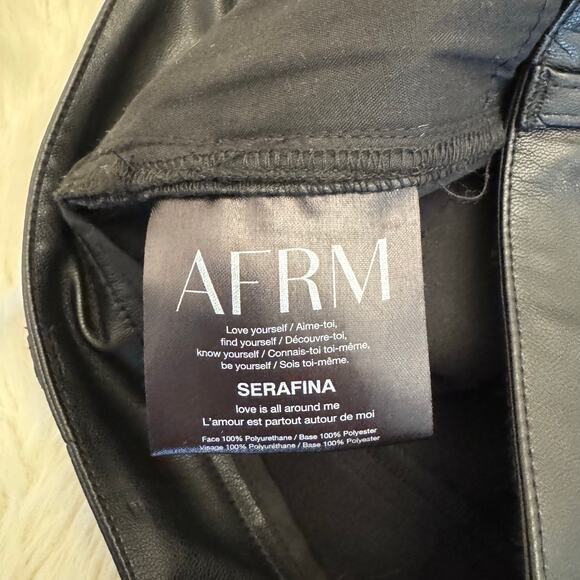 AFRM
Love yourself / Aime-toi,
find yourself / Découvre-toi,
know yourself / Connais-toi toi-même,
be yourself / Sois toi-même.
SERAFINA
love is all around me
L'amour est partout autour de moi
Face 100% Polyurethane / Base 100% Polyester
Visage 100% Polyuréthane / Base 100% Polyester